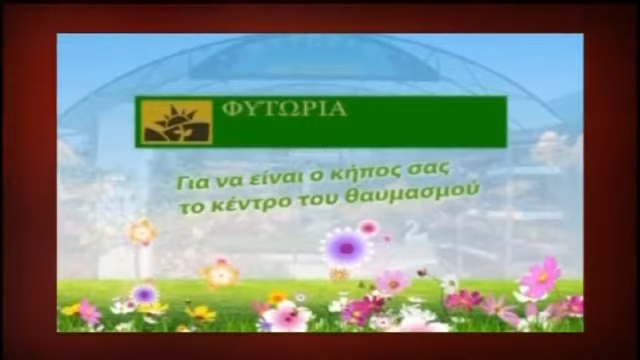 ΦΥΤΩΡΙΑ
Για να είναι ο κήπος σας
το κέντρο του θαυμασμού